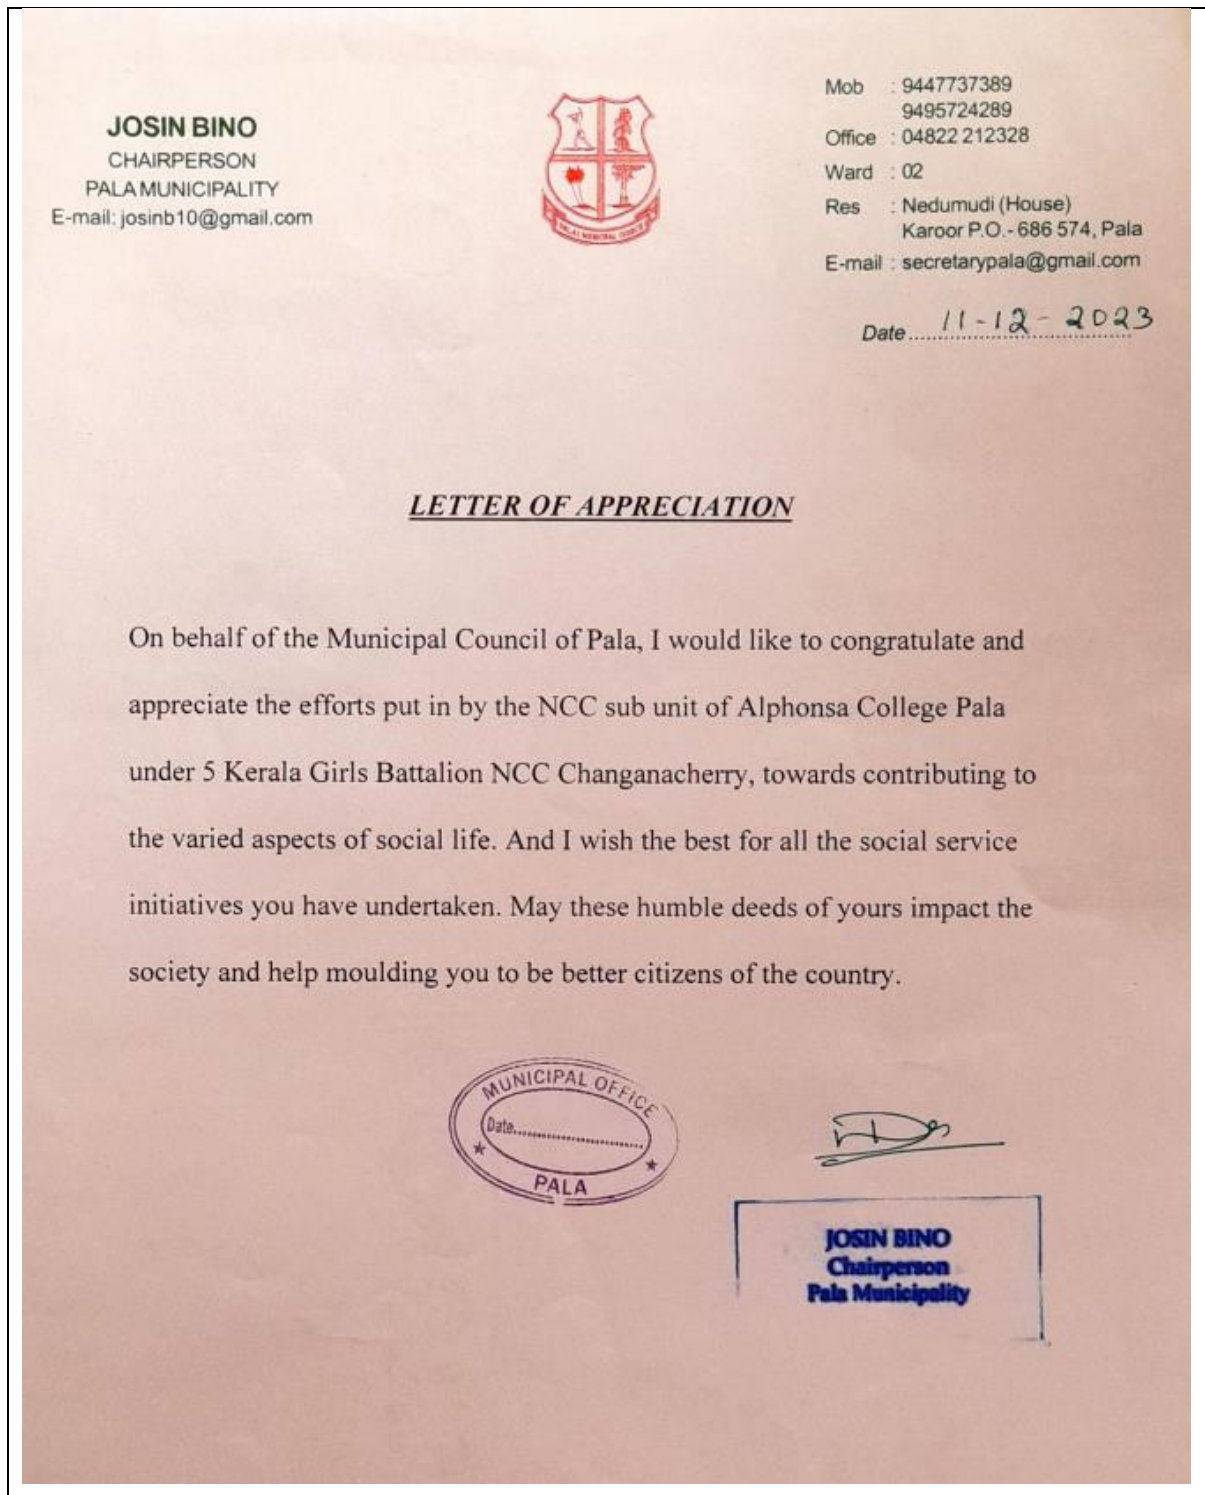 JOSIN BINO
CHAIRPERSON
PALA MUNICIPALITY
E-mail: josinb10@gmail.com
PALAI MUNICIPAL COUNCIL
Mob : 9447737389
9495724289
Office : 04822 212328
Ward : 02
Res : Nedumudi (House)
Karoor P.O.- 686 574, Pala
E-mail : secretarypala@gmail.com
Date 11-12-2023
LETTER OF APPRECIATION
On behalf of the Municipal Council of Pala, I would like to congratulate and
appreciate the efforts put in by the NCC sub unit of Alphonsa College Pala
under 5 Kerala Girls Battalion NCC Changanacherry, towards contributing to
the varied aspects of social life. And I wish the best for all the social service
initiatives you have undertaken. May these humble deeds of yours impact the
society and help moulding you to be better citizens of the country.
MUNICIPAL OFFICE
Date
PALA
JOSIN BINO
Chairperson
Pala Municipality